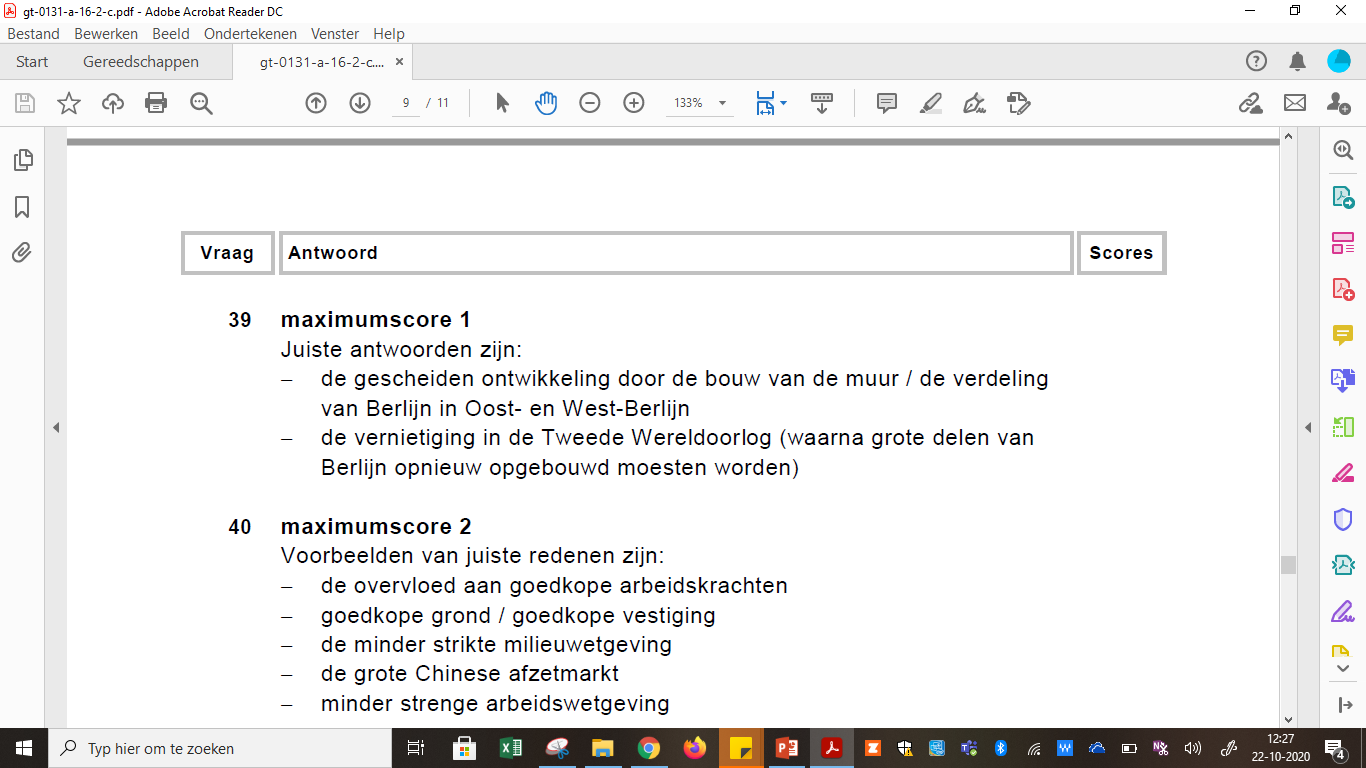 gt-0131-a-16-2-c.pdf - Adobe Acrobat Reader DC
Bestand Bewerken Beeld Ondertekenen Venster Help
Start Gereedschappen gt-0131-a-16-2-c.... ×
9 / 11 133%
Vraag Antwoord Scores
39 maximumscore 1
Juiste antwoorden zijn:
− de gescheiden ontwikkeling door de bouw van de muur / de verdeling
van Berlijn in Oost- en West-Berlijn
− de vernietiging in de Tweede Wereldoorlog (waarna grote delen van
Berlijn opnieuw opgebouwd moesten worden)
40 maximumscore 2
Voorbeelden van juiste redenen zijn:
− de overvloed aan goedkope arbeidskrachten
− goedkope grond / goedkope vestiging
− de minder strikte milieuwetgeving
− de grote Chinese afzetmarkt
− minder strenge arbeidswetgeving
Typ hier om te zoeken
12:27
22-10-2020
4